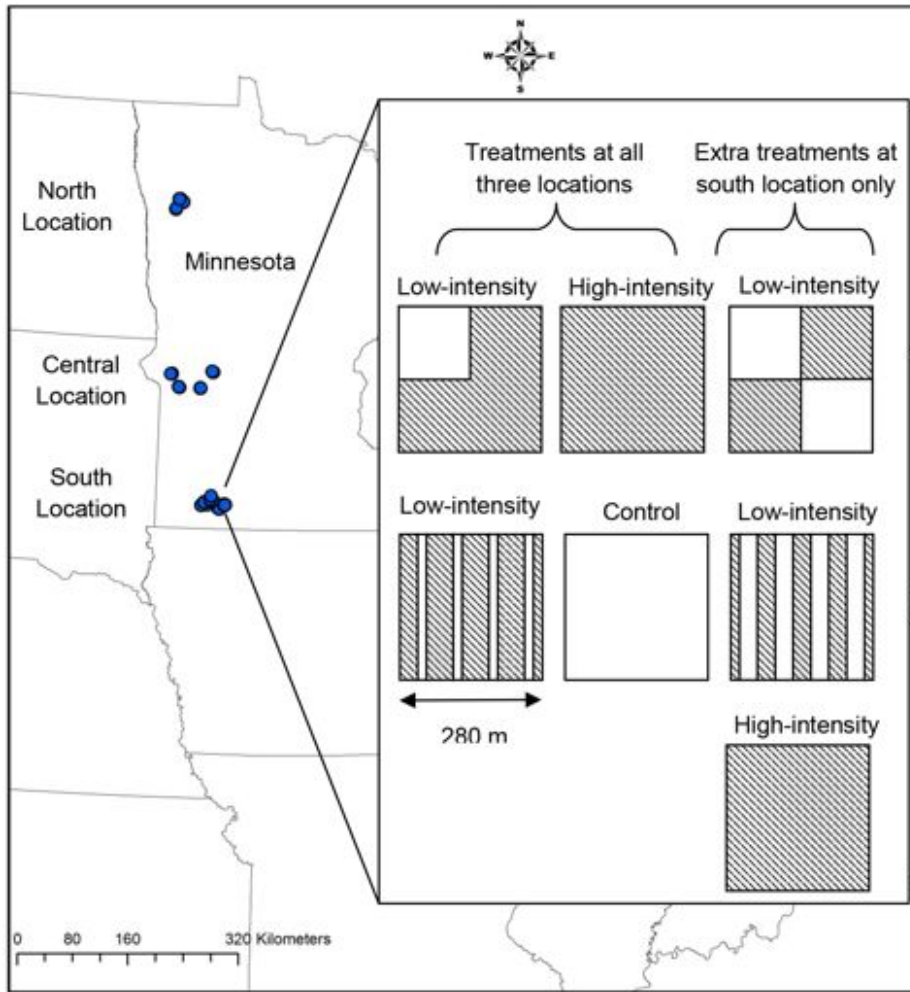 N
W E
S
North
Location
Minnesota
Central
Location
South
Location
Treatments at all
three locations
Extra treatments at
south location only
Low-intensity
High-intensity
Low-intensity
Low-intensity
Control
Low-intensity
280 m
High-intensity
0 80 160 320 Kilometers